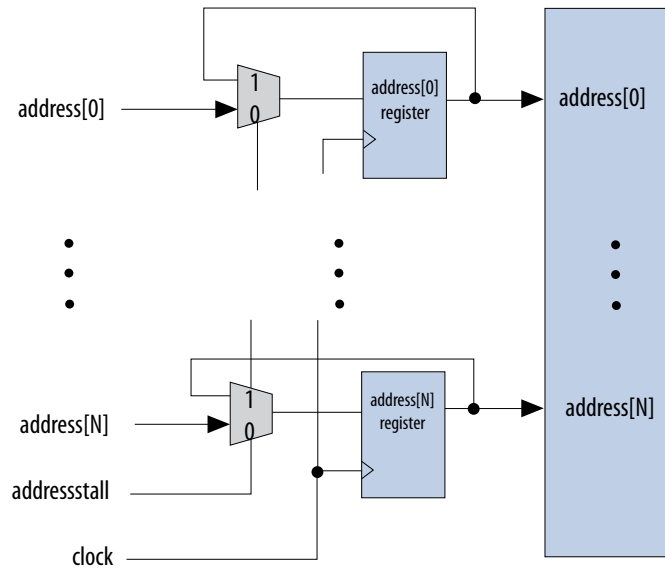 1
address[0]
0
address[0]
register
address[0]
1
address[N]
0
address[N]
register
address[N]
addressstall
clock